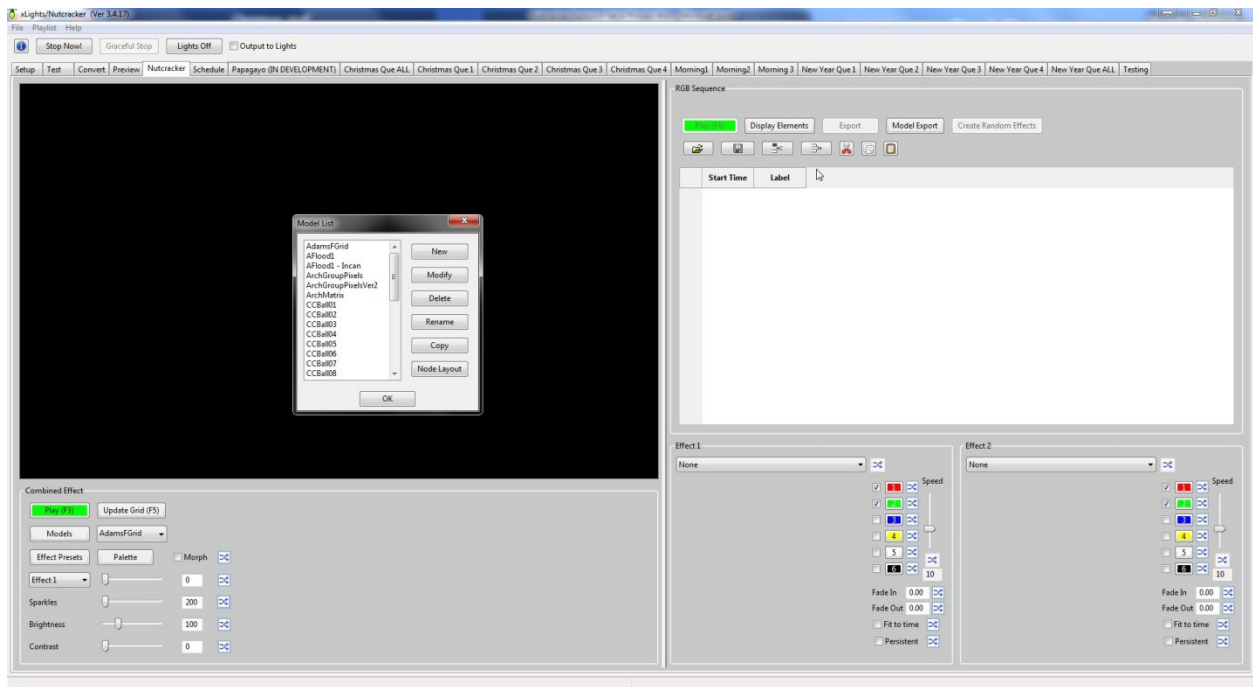 xLights/Nutcracker (Ver 3.4.17)
File Playlist Help
Stop Now! Graceful Stop Lights Off Output to Lights
Setup Test Convert Preview Nutcracker Schedule Papagayo (IN DEVELOPMENT) Christmas Que ALL Christmas Que 1 Christmas Que 2 Christmas Que 3 Christmas Que 4 Morning1 Morning2 Morning 3 New Year Que 1 New Year Que 2 New Year Que 3 New Year Que 4 New Year Que ALL Testing
RGB Sequence
Play (F4) Display Elements Export Model Export Create Random Effects
Start Time Label
Model List
AdamsFGrid
AFlood1
AFlood1 - Incan
ArchGroupPixels
ArchGroupPixelsVer2
ArchMatrix
CCBall01
CCBall02
CCBall03
CCBall04
CCBall05
CCBall06
CCBall07
CCBall08
New
Modify
Delete
Rename
Copy
Node Layout
OK
Combined Effect
Play (F3) Update Grid (F5)
Models AdamsFGrid
Effect Presets Palette Morph
Effect 1 0
Sparkles 200
Brightness 100
Contrast 0
Effect 1
None
Speed
1
2
3
4
5
6
10
Fade In 0.00
Fade Out 0.00
Fit to time
Persistent
Effect 2
None
Speed
1
2
3
4
5
6
10
Fade In 0.00
Fade Out 0.00
Fit to time
Persistent